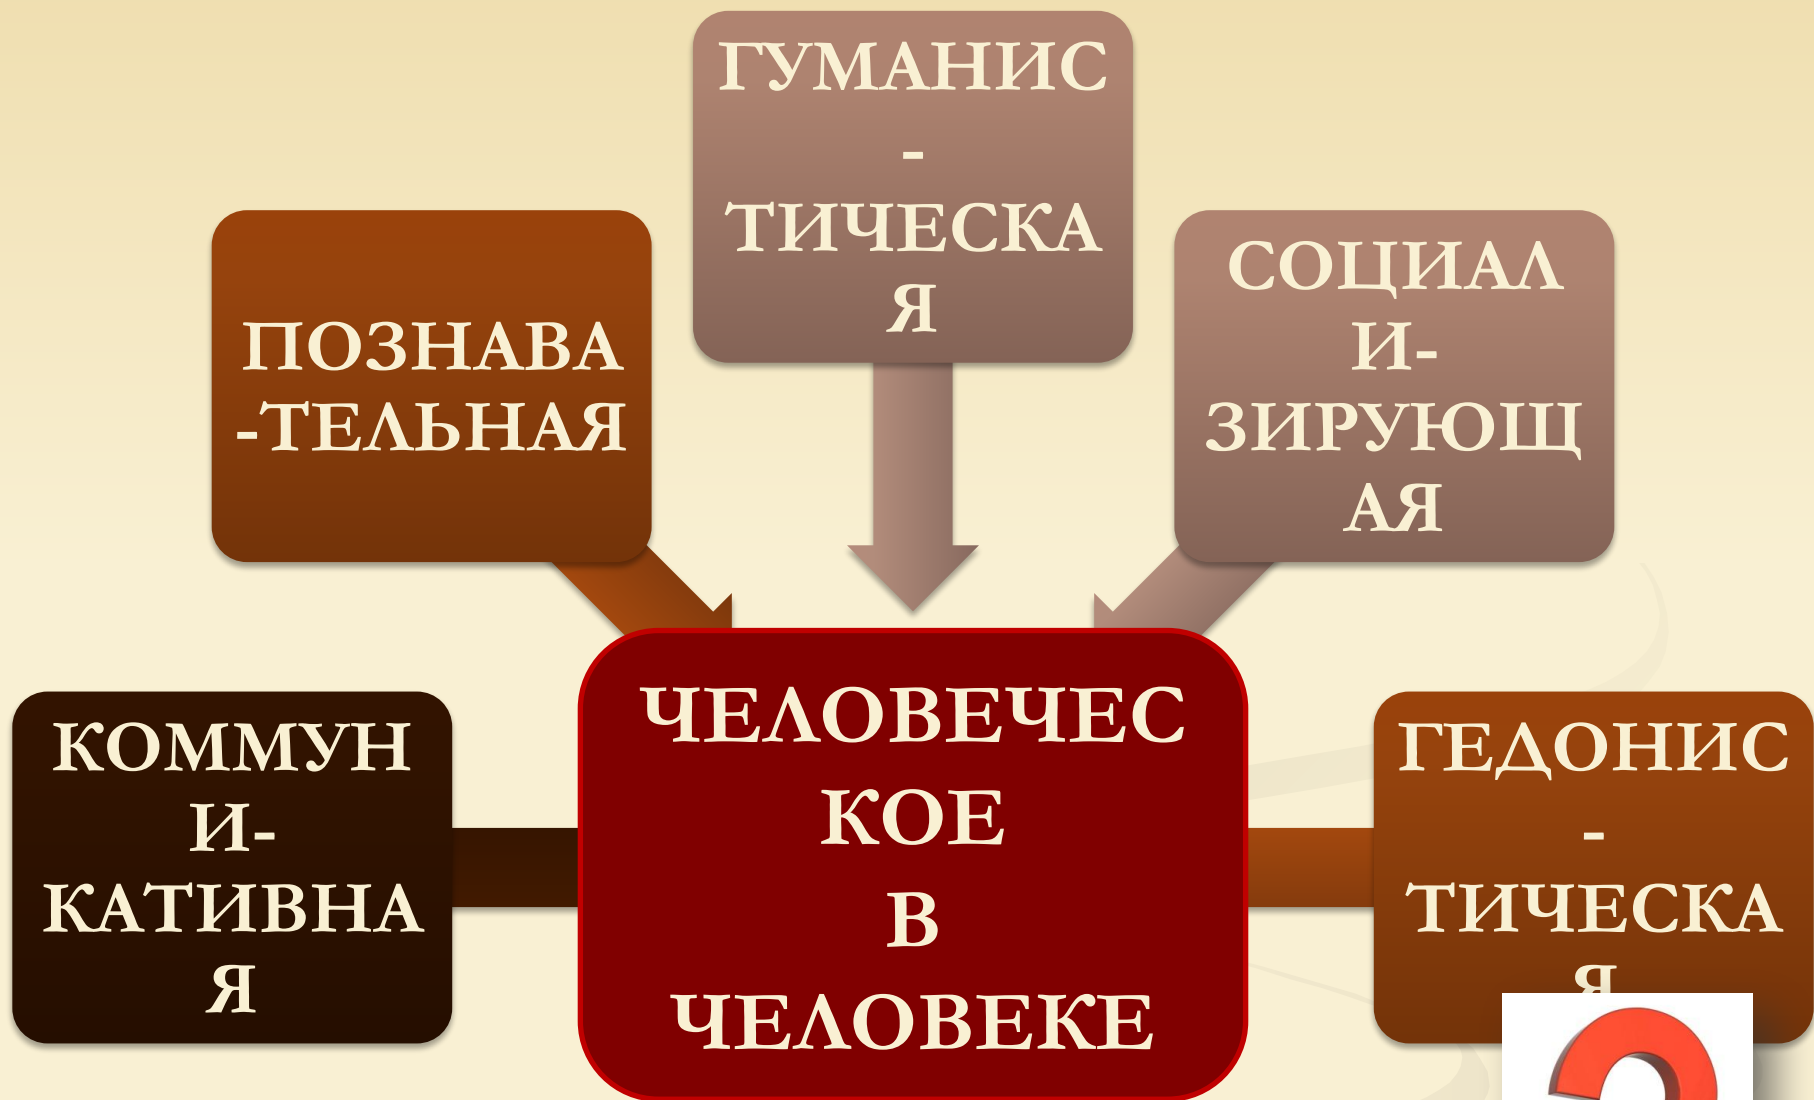 ГУМАНИС
-
ТИЧЕСКА
Я
ПОЗНАВА
-ТЕЛЬНАЯ
СОЦИАЛ
И-
ЗИРУЮЩ
АЯ
КОММУН
И-
КАТИВНА
Я
ЧЕЛОВЕЧЕС
КОЕ
В
ЧЕЛОВЕКЕ
ГЕДОНИС
-
ТИЧЕСКА
Я